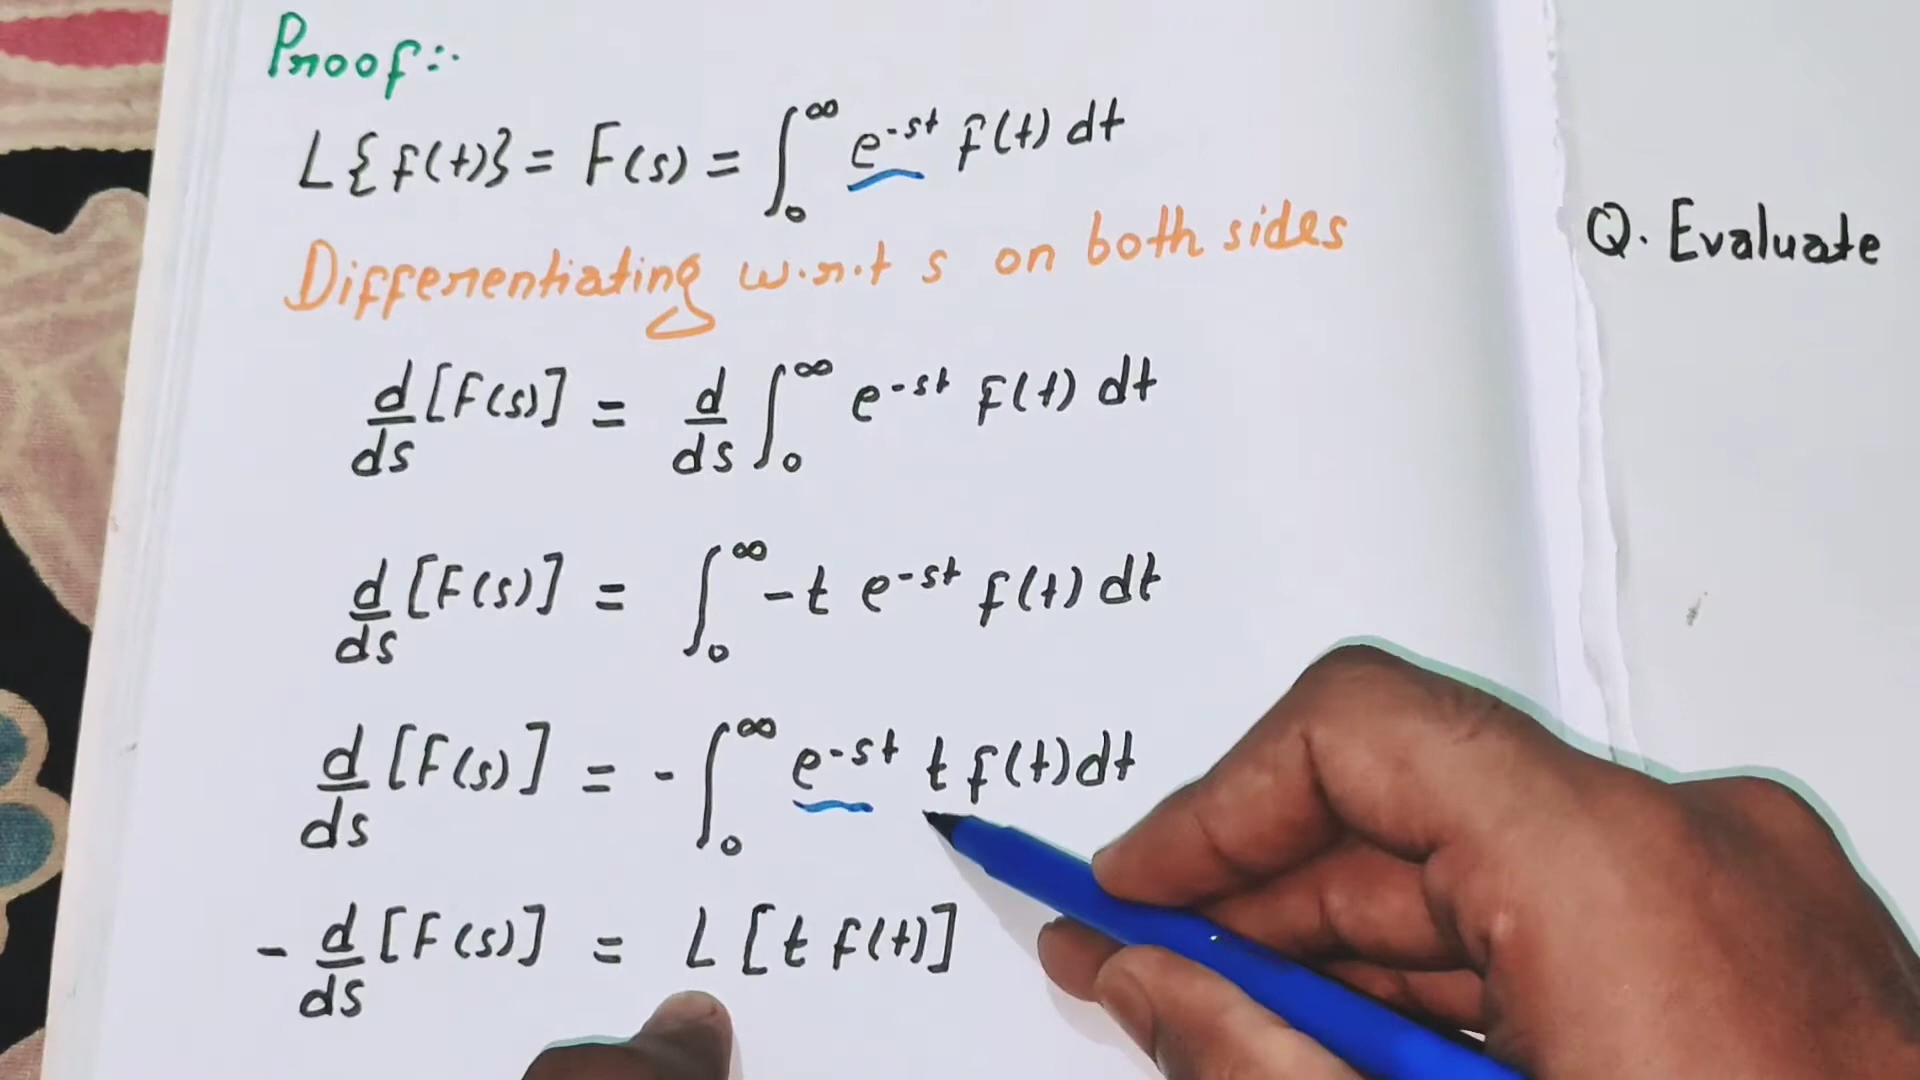 Proof:-
L{f(t)} = F(s) = ∫₀^∞ e^-st f(t) dt
Differentiating w.r.t s on both sides
d/ds [F(s)] = d/ds ∫₀^∞ e^-st f(t) dt
d/ds [F(s)] = ∫₀^∞ -t e^-st f(t) dt
d/ds [F(s)] = - ∫₀^∞ e^-st t f(t) dt
- d/ds [F(s)] = L [t f(t)]
Q. Evaluate